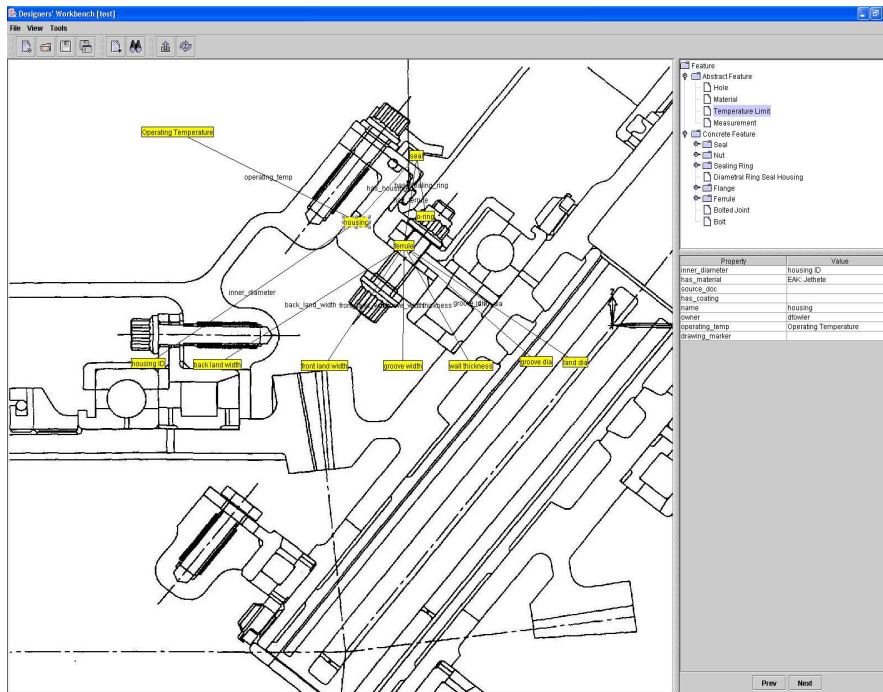 Designers' Workbench [test]
File View Tools
Operating Temperature
seal
operating_temp
has_housing
o-ring
housing
ferrule
inner_diameter
back_land_width
groove dia
housing ID
back land width
front land width
groove width
wall thickness
groove dia
land dia
Z
Feature
Abstract Feature
Hole
Material
Temperature Limit
Measurement
Concrete Feature
Seal
Nut
Sealing Ring
Diametral Ring Seal Housing
Flange
Ferrule
Bolted Joint
Bolt
Property Value
inner_diameter housing ID
has_material EAK: Jethete
source_doc
has_coating
name housing
owner dfowler
operating_temp Operating Temperature
drawing_marker
Prev Next